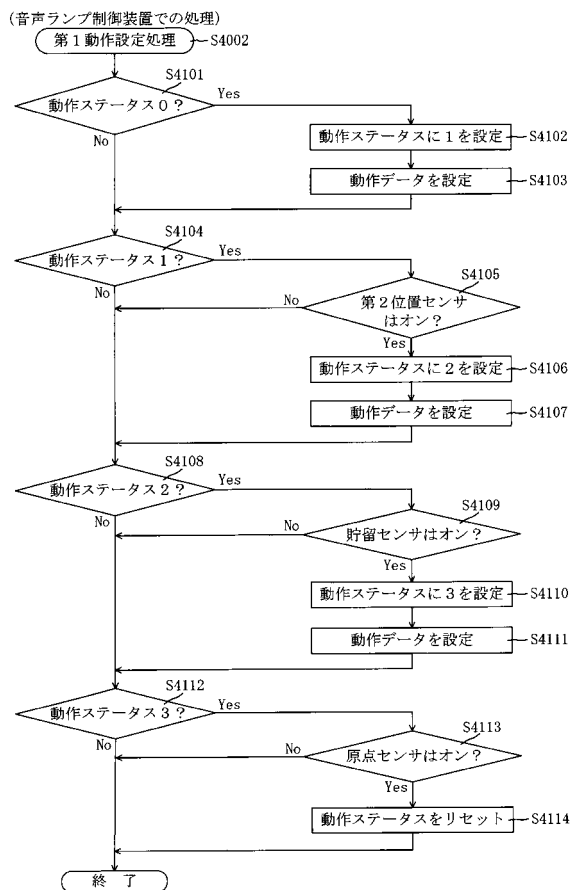 (音声ランプ制御装置での処理)
第1動作設定処理
S4002
S4101
動作ステータス0?
Yes
No
動作ステータスに1を設定
S4102
動作データを設定
S4103
S4104
動作ステータス1?
Yes
No
S4105
第2位置センサ
はオン?
No
Yes
動作ステータスに2を設定
S4106
動作データを設定
S4107
S4108
動作ステータス2?
Yes
No
S4109
貯留センサはオン?
No
Yes
動作ステータスに3を設定
S4110
動作データを設定
S4111
S4112
動作ステータス3?
Yes
No
S4113
原点センサはオン?
No
Yes
動作ステータスをリセット
S4114
終 了